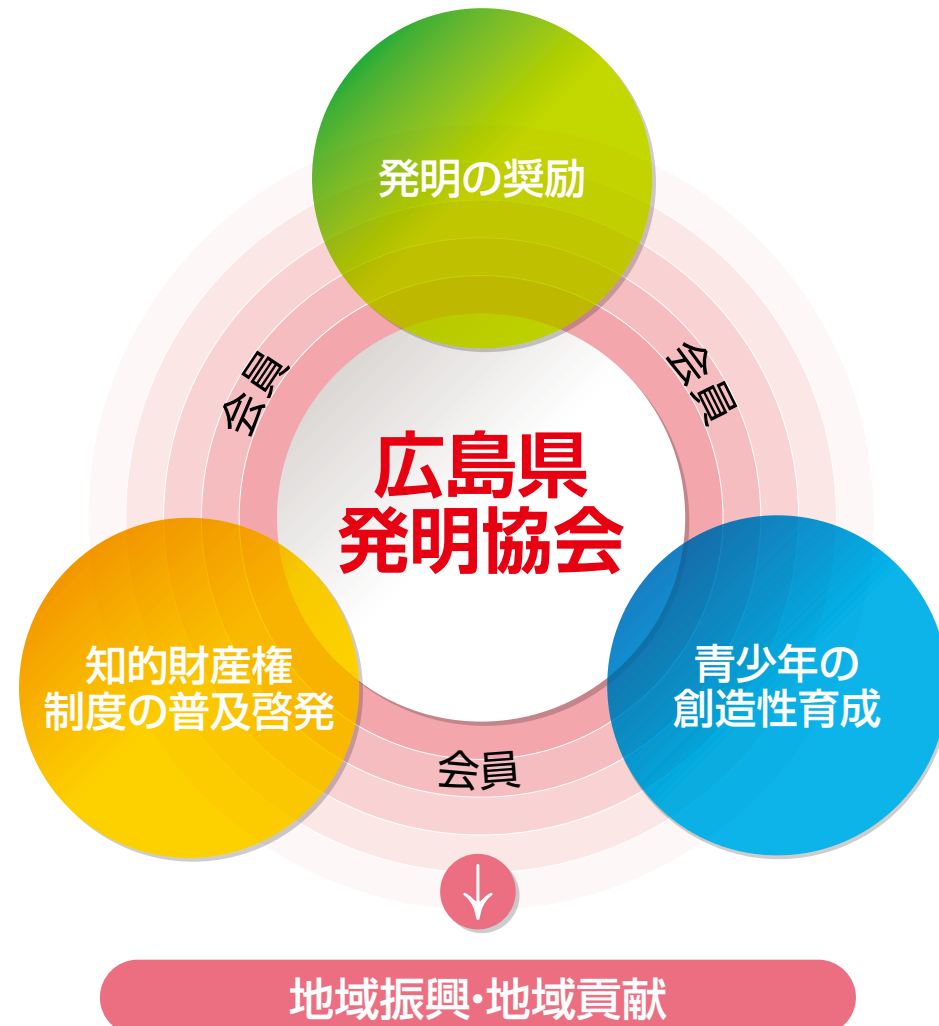 発明の奨励
会員
会員
広島県
発明協会
知的財産権
制度の普及啓発
青少年の
創造性育成
会員
↓
地域振興・地域貢献